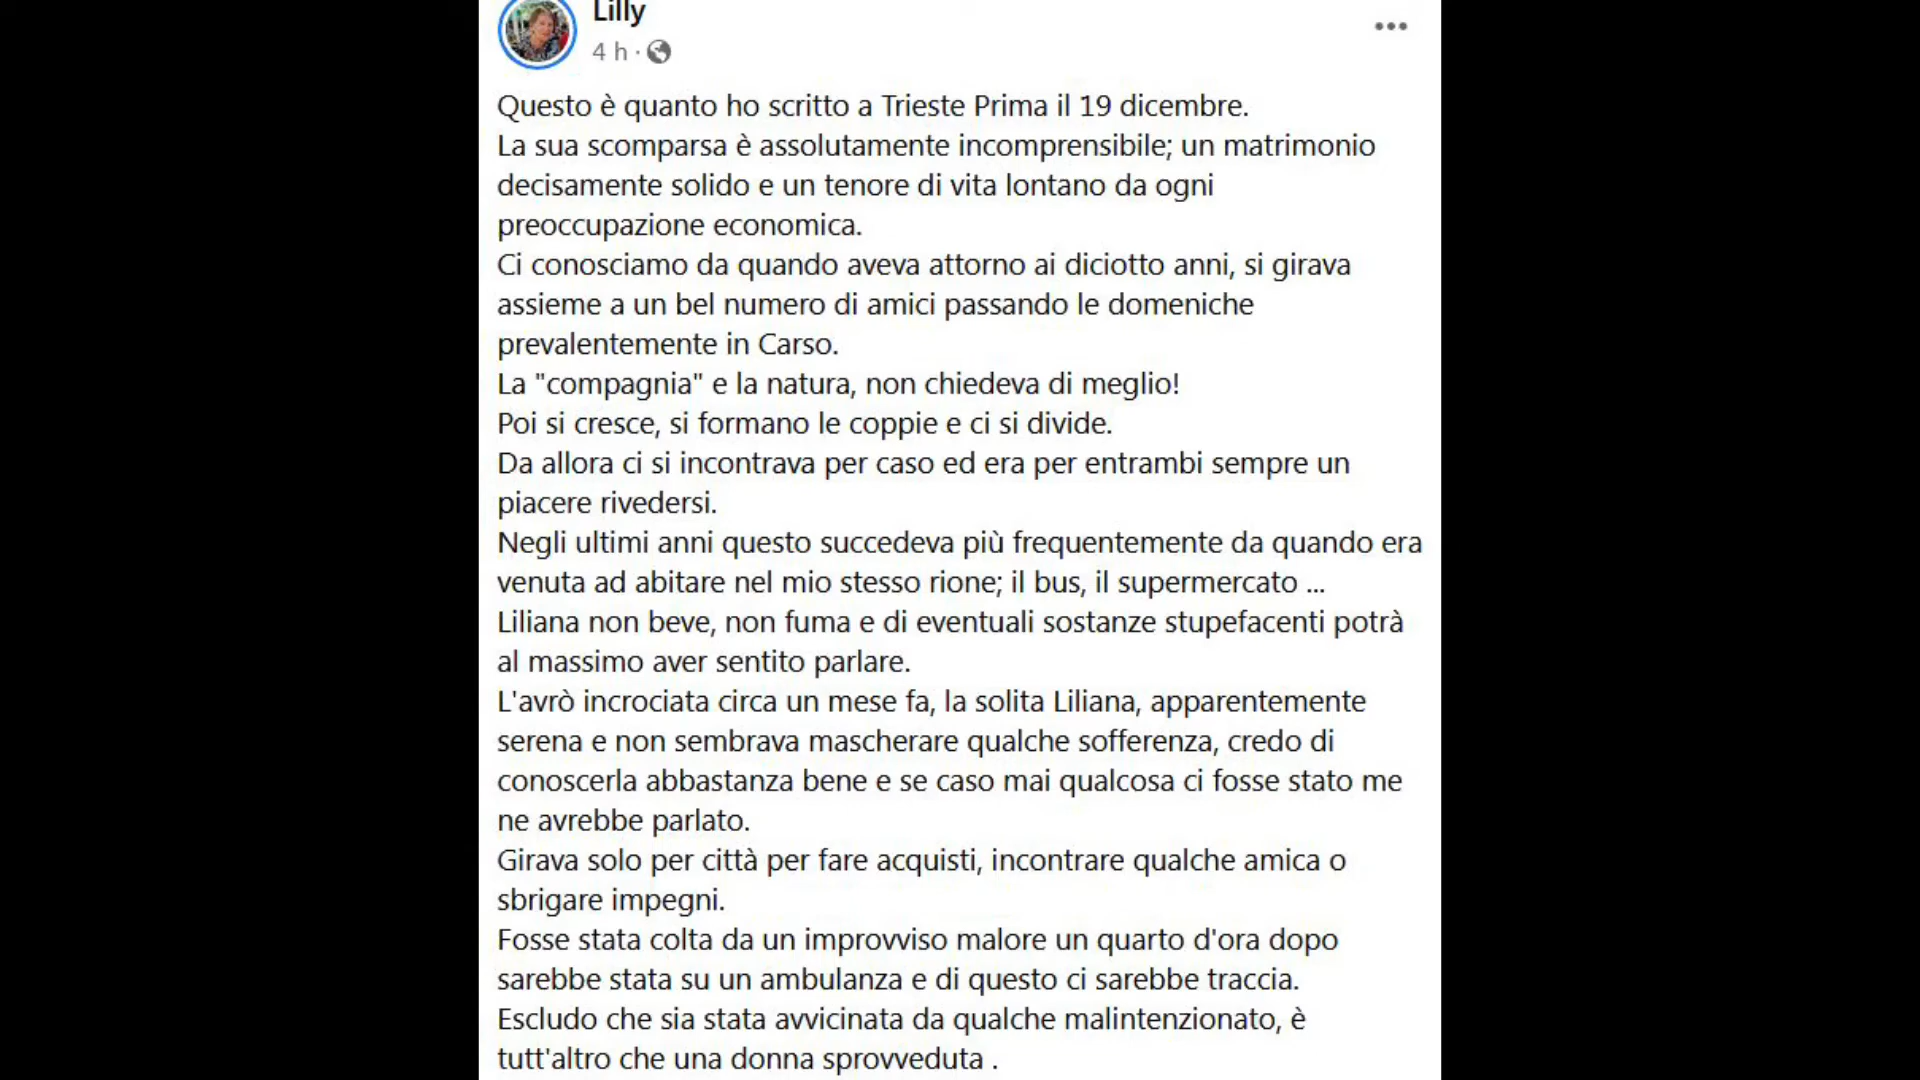 Lilly
4 h ·
Questo è quanto ho scritto a Trieste Prima il 19 dicembre.
La sua scomparsa è assolutamente incomprensibile; un matrimonio
decisamente solido e un tenore di vita lontano da ogni
preoccupazione economica.
Ci conosciamo da quando aveva attorno ai diciotto anni, si girava
assieme a un bel numero di amici passando le domeniche
prevalentemente in Carso.
La "compagnia" e la natura, non chiedeva di meglio!
Poi si cresce, si formano le coppie e ci si divide.
Da allora ci si incontrava per caso ed era per entrambi sempre un
piacere rivedersi.
Negli ultimi anni questo succedeva più frequentemente da quando era
venuta ad abitare nel mio stesso rione; il bus, il supermercato ...
Liliana non beve, non fuma e di eventuali sostanze stupefacenti potrà
al massimo aver sentito parlare.
L'avrò incrociata circa un mese fa, la solita Liliana, apparentemente
serena e non sembrava mascherare qualche sofferenza, credo di
conoscerla abbastanza bene e se caso mai qualcosa ci fosse stato me
ne avrebbe parlato.
Girava solo per città per fare acquisti, incontrare qualche amica o
sbrigare impegni.
Fosse stata colta da un improvviso malore un quarto d'ora dopo
sarebbe stata su un ambulanza e di questo ci sarebbe traccia.
Escludo che sia stata avvicinata da qualche malintenzionato, è
tutt'altro che una donna sprovveduta .